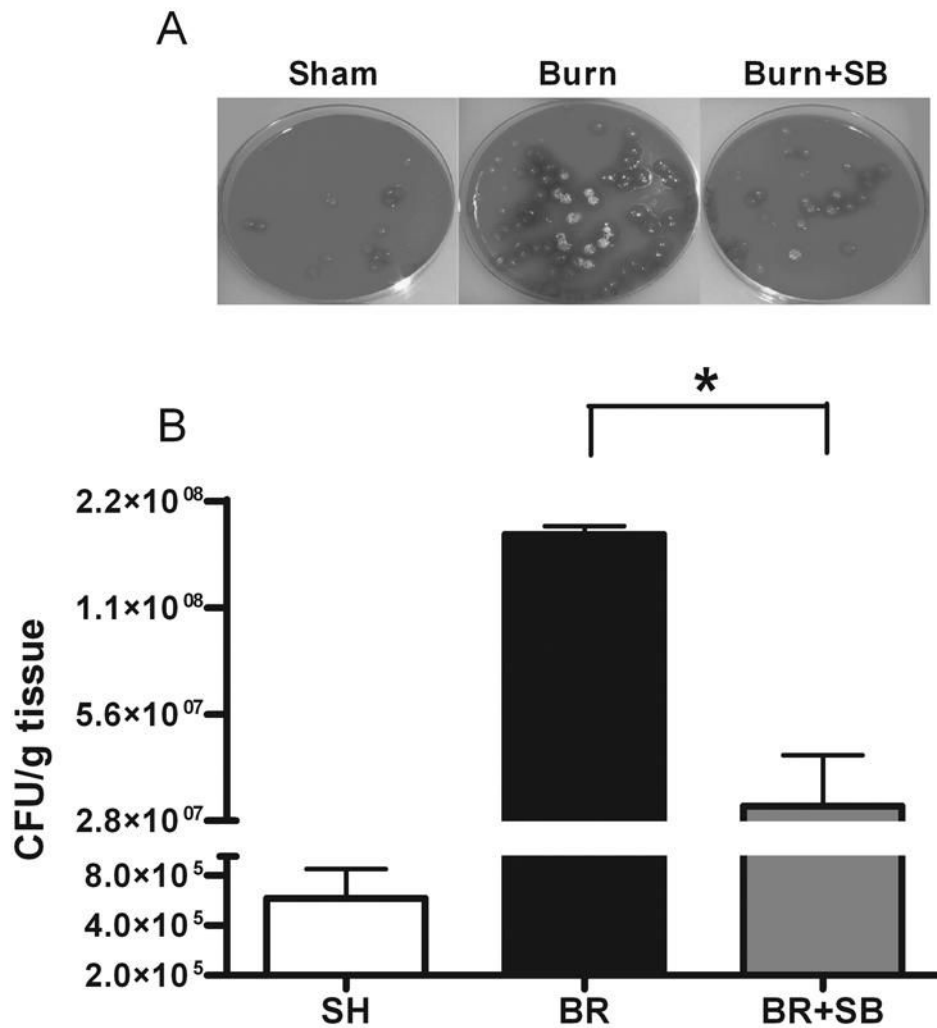 A
Sham Burn Burn+SB
B
*
CFU/g tissue
2.2×10⁰⁸
1.1×10⁰⁸
5.6×10⁰⁷
2.8×10⁰⁷
8.0×10⁵
4.0×10⁵
2.0×10⁵
SH BR BR+SB